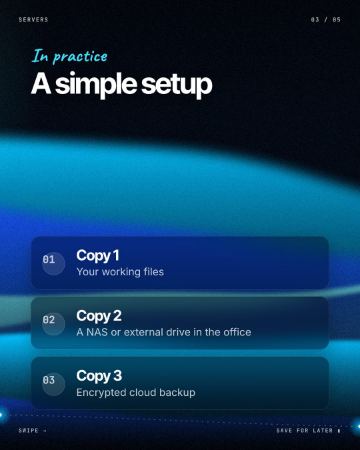 SERVERS
03 / 05
In practice
A simple setup
01
Copy 1
Your working files
02
Copy 2
A NAS or external drive in the office
03
Copy 3
Encrypted cloud backup
SWIPE →
SAVE FOR LATER